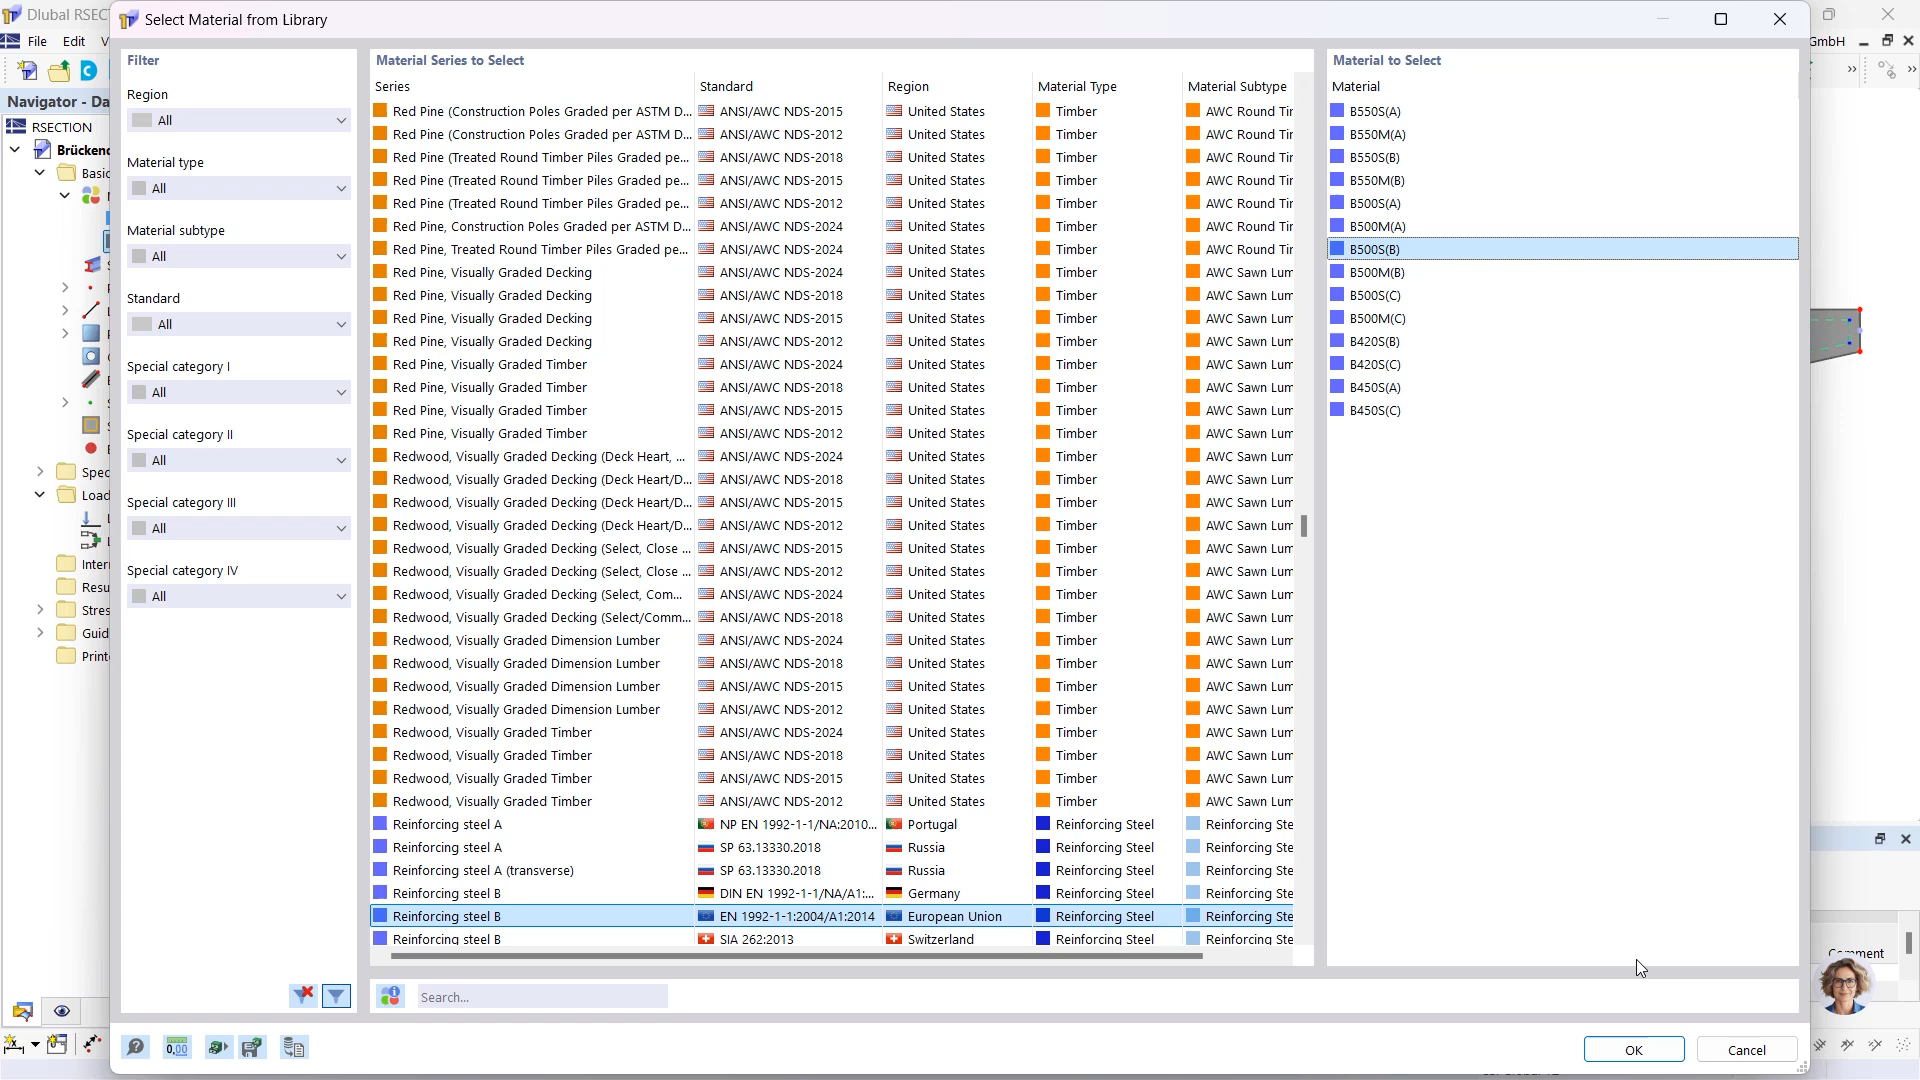 Dlubal RSEC
Select Material from Library
File Edit V
GmbH
Navigator - Da
RSECTION
Basic
Spec
Load
Inter
Resu
Stres
Guid
Filter
Region
All
Material type
All
Material subtype
All
Standard
All
Special category I
All
Special category II
All
Special category III
All
Special category IV
All
Material Series to Select
Series Standard Region Material Type Material Subtype
Red Pine (Construction Poles Graded per ASTM D... ANSI/AWC NDS-2015 United States Timber AWC Round Tir
Red Pine (Construction Poles Graded per ASTM D... ANSI/AWC NDS-2012 United States Timber AWC Round Tir
Red Pine (Treated Round Timber Piles Graded pe... ANSI/AWC NDS-2018 United States Timber AWC Round Tir
Red Pine (Treated Round Timber Piles Graded pe... ANSI/AWC NDS-2015 United States Timber AWC Round Tir
Red Pine (Treated Round Timber Piles Graded pe... ANSI/AWC NDS-2012 United States Timber AWC Round Tir
Red Pine, Construction Poles Graded per ASTM D... ANSI/AWC NDS-2024 United States Timber AWC Round Tir
Red Pine, Treated Round Timber Piles Graded pe... ANSI/AWC NDS-2024 United States Timber AWC Round Tir
Red Pine, Visually Graded Decking ANSI/AWC NDS-2024 United States Timber AWC Sawn Lum
Red Pine, Visually Graded Decking ANSI/AWC NDS-2018 United States Timber AWC Sawn Lum
Red Pine, Visually Graded Decking ANSI/AWC NDS-2015 United States Timber AWC Sawn Lum
Red Pine, Visually Graded Decking ANSI/AWC NDS-2012 United States Timber AWC Sawn Lum
Red Pine, Visually Graded Timber ANSI/AWC NDS-2024 United States Timber AWC Sawn Lum
Red Pine, Visually Graded Timber ANSI/AWC NDS-2018 United States Timber AWC Sawn Lum
Red Pine, Visually Graded Timber ANSI/AWC NDS-2015 United States Timber AWC Sawn Lum
Red Pine, Visually Graded Timber ANSI/AWC NDS-2012 United States Timber AWC Sawn Lum
Redwood, Visually Graded Decking (Deck Heart, ... ANSI/AWC NDS-2024 United States Timber AWC Sawn Lum
Redwood, Visually Graded Decking (Deck Heart/D... ANSI/AWC NDS-2018 United States Timber AWC Sawn Lum
Redwood, Visually Graded Decking (Deck Heart/D... ANSI/AWC NDS-2015 United States Timber AWC Sawn Lum
Redwood, Visually Graded Decking (Deck Heart/D... ANSI/AWC NDS-2012 United States Timber AWC Sawn Lum
Redwood, Visually Graded Decking (Select, Close ... ANSI/AWC NDS-2015 United States Timber AWC Sawn Lum
Redwood, Visually Graded Decking (Select, Close ... ANSI/AWC NDS-2012 United States Timber AWC Sawn Lum
Redwood, Visually Graded Decking (Select, Com... ANSI/AWC NDS-2024 United States Timber AWC Sawn Lum
Redwood, Visually Graded Decking (Select/Comm... ANSI/AWC NDS-2018 United States Timber AWC Sawn Lum
Redwood, Visually Graded Dimension Lumber ANSI/AWC NDS-2024 United States Timber AWC Sawn Lum
Redwood, Visually Graded Dimension Lumber ANSI/AWC NDS-2018 United States Timber AWC Sawn Lum
Redwood, Visually Graded Dimension Lumber ANSI/AWC NDS-2015 United States Timber AWC Sawn Lum
Redwood, Visually Graded Dimension Lumber ANSI/AWC NDS-2012 United States Timber AWC Sawn Lum
Redwood, Visually Graded Timber ANSI/AWC NDS-2024 United States Timber AWC Sawn Lum
Redwood, Visually Graded Timber ANSI/AWC NDS-2018 United States Timber AWC Sawn Lum
Redwood, Visually Graded Timber ANSI/AWC NDS-2015 United States Timber AWC Sawn Lum
Redwood, Visually Graded Timber ANSI/AWC NDS-2012 United States Timber AWC Sawn Lum
Reinforcing steel A NP EN 1992-1-1/NA:2010... Portugal Reinforcing Steel Reinforcing Ste
Reinforcing steel A SP 63.13330.2018 Russia Reinforcing Steel Reinforcing Ste
Reinforcing steel A (transverse) SP 63.13330.2018 Russia Reinforcing Steel Reinforcing Ste
Reinforcing steel B DIN EN 1992-1-1/NA/A1:... Germany Reinforcing Steel Reinforcing Ste
Reinforcing steel B EN 1992-1-1:2004/A1:2014 European Union Reinforcing Steel Reinforcing Ste
Reinforcing steel B SIA 262:2013 Switzerland Reinforcing Steel Reinforcing Ste
Search...
Material to Select
Material
B550S(A)
B550M(A)
B550S(B)
B550M(B)
B500S(A)
B500M(A)
B500S(B)
B500M(B)
B500S(C)
B500M(C)
B420S(B)
B420S(C)
B450S(A)
B450S(C)
Comment
0,00
OK Cancel